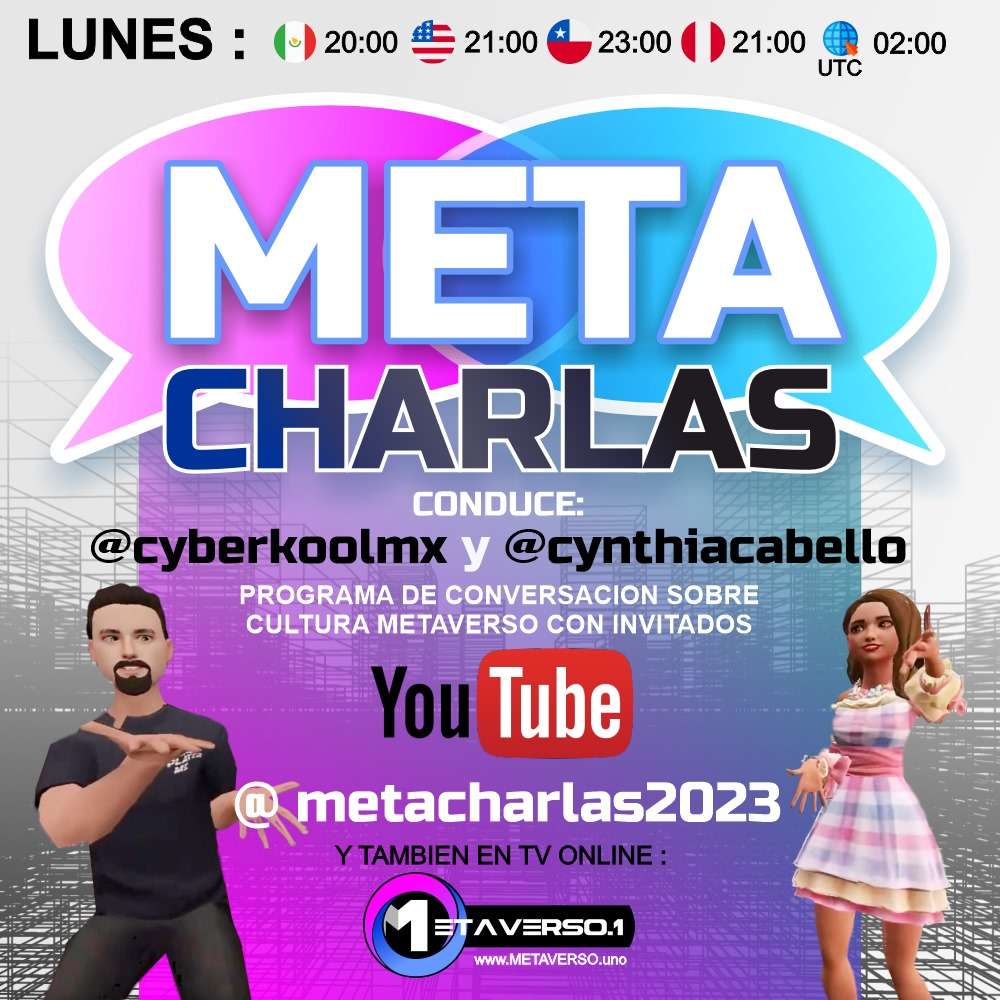 LUNES : 20:00 21:00 23:00 21:00 UTC 02:00
META
CHARLAS
CONDUCE:
@cyberkoolmx y @cynthiacabello
PROGRAMA DE CONVERSACION SOBRE
CULTURA METAVERSO CON INVITADOS
YouTube
@ metacharlas2023
Y TAMBIEN EN TV ONLINE :
METAVERSO.1
www.METAVERSO.uno